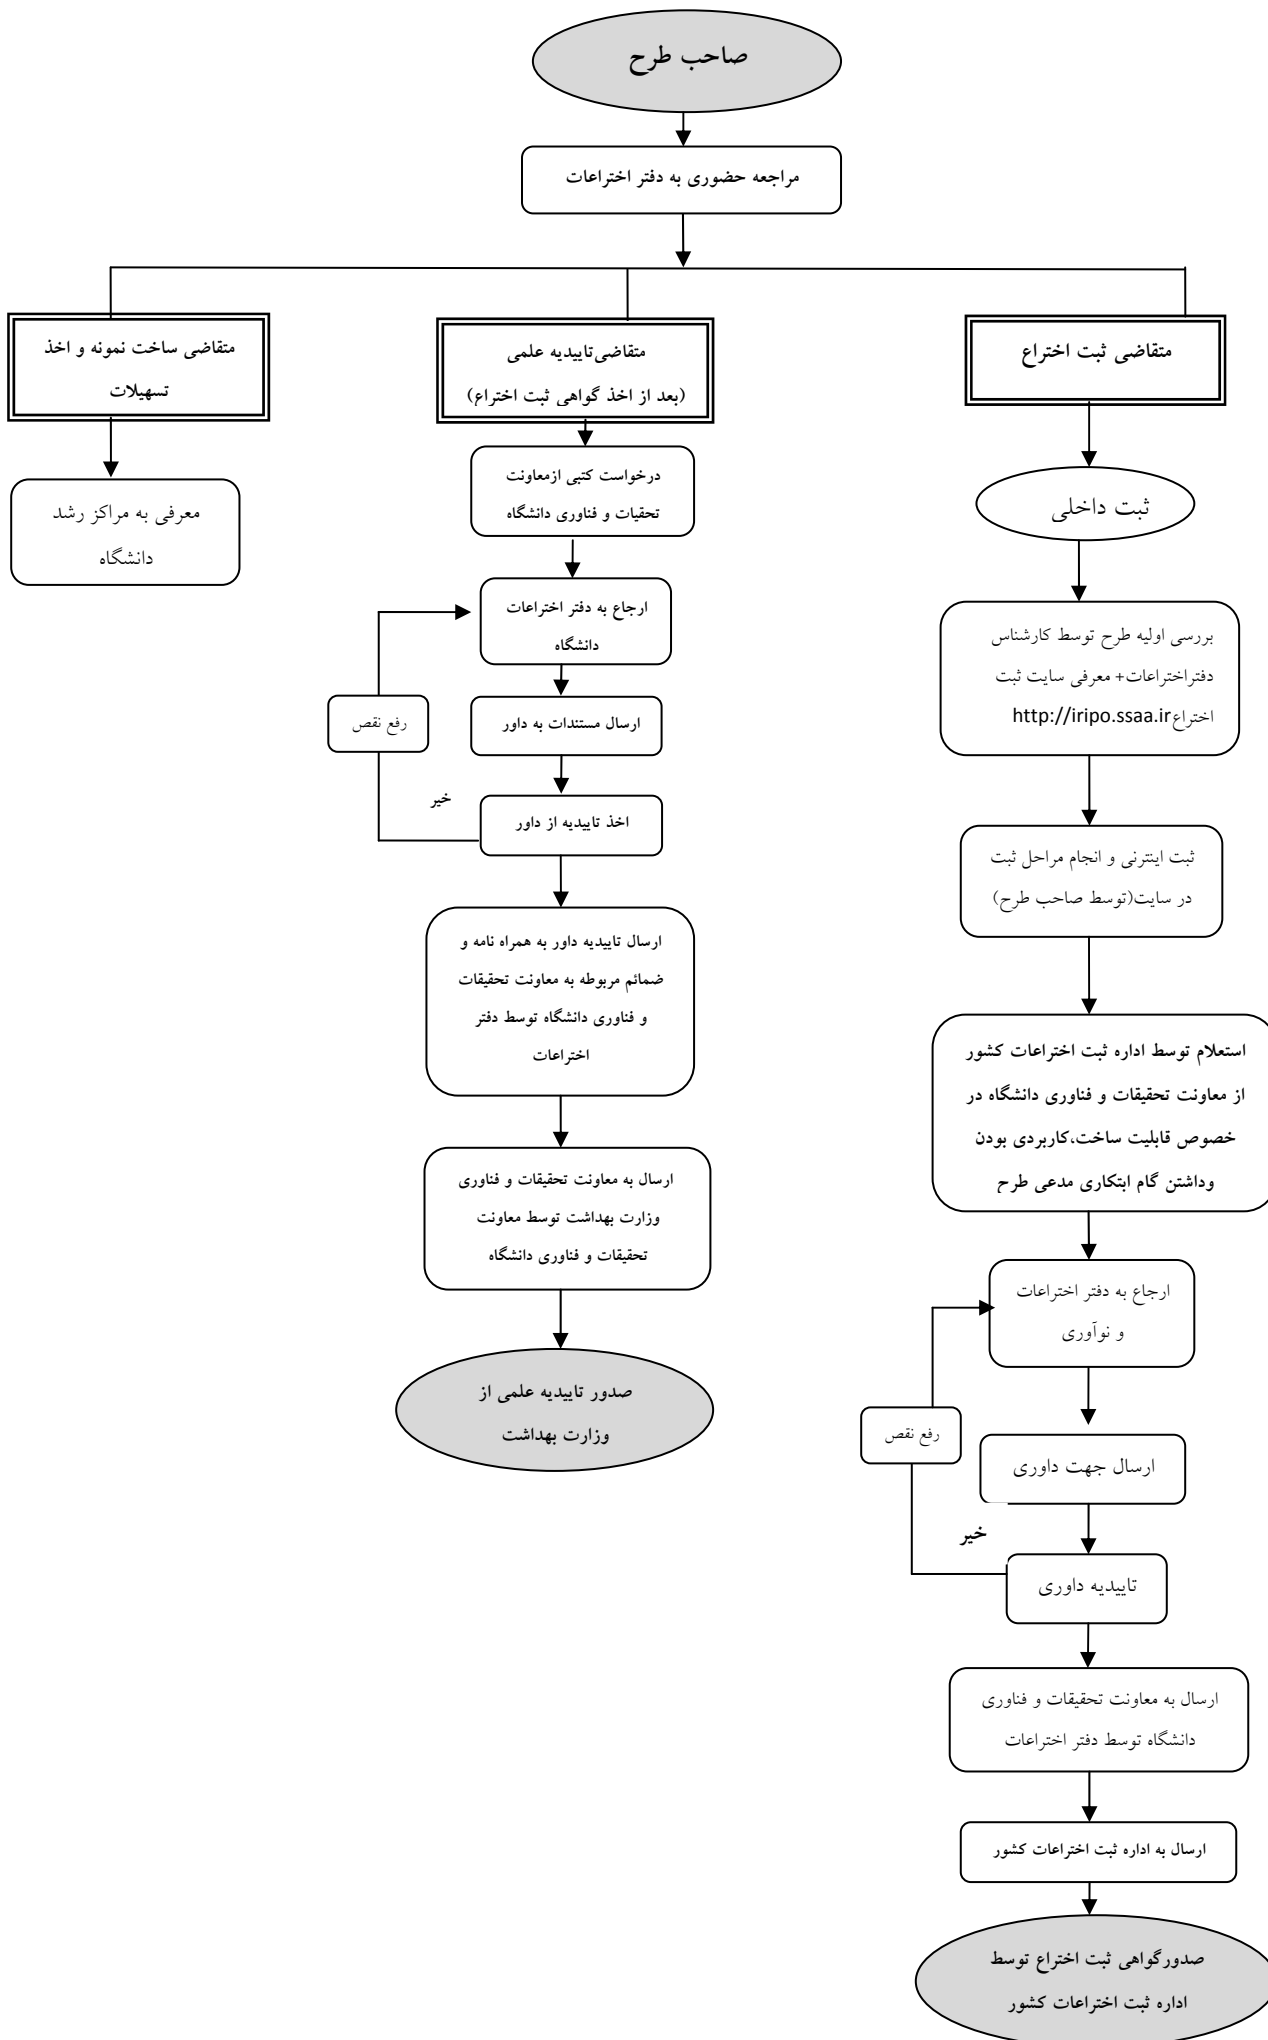 صاحب طرح
مراجعه حضوری به دفتر اختراعات
متقاضی ثبت اختراع
ثبت داخلی
بررسی اولیه طرح توسط کارشناس
دفتراختراعات+ معرفی سایت ثبت
اختراعhttp://iripo.ssaa.ir
ثبت اینترنی و انجام مراحل ثبت
در سایت(توسط صاحب طرح)
استعلام توسط اداره ثبت اختراعات کشور
از معاونت تحقیقات و فناوری دانشگاه در
خصوص قابلیت ساخت،کاربردی بودن
وداشتن گام ابتکاری مدعی طرح
ارجاع به دفتر اختراعات
و نوآوری
رفع نقص
ارسال جهت داوری
خیر
تاییدیه داوری
ارسال به معاونت تحقیقات و فناوری
دانشگاه توسط دفتر اختراعات
ارسال به اداره ثبت اختراعات کشور
صدورگواهی ثبت اختراع توسط
اداره ثبت اختراعات کشور
متقاضی‌تاییدیه علمی
(بعد از اخذ گواهی ثبت اختراع)
درخواست کتبی ازمعاونت
تحقیات و فناوری دانشگاه
ارجاع به دفتر اختراعات
دانشگاه
رفع نقص
ارسال مستندات به داور
خیر
اخذ تاییدیه از داور
ارسال تاییدیه داور به همراه نامه و
ضمائم مربوطه به معاونت تحقیقات
و فناوری دانشگاه توسط دفتر
اختراعات
ارسال به معاونت تحقیقات و فناوری
وزارت بهداشت توسط معاونت
تحقیقات و فناوری دانشگاه
صدور تاییدیه علمی از
وزارت بهداشت
متقاضی ساخت نمونه و اخذ
تسهیلات
معرفی به مراکز رشد
دانشگاه